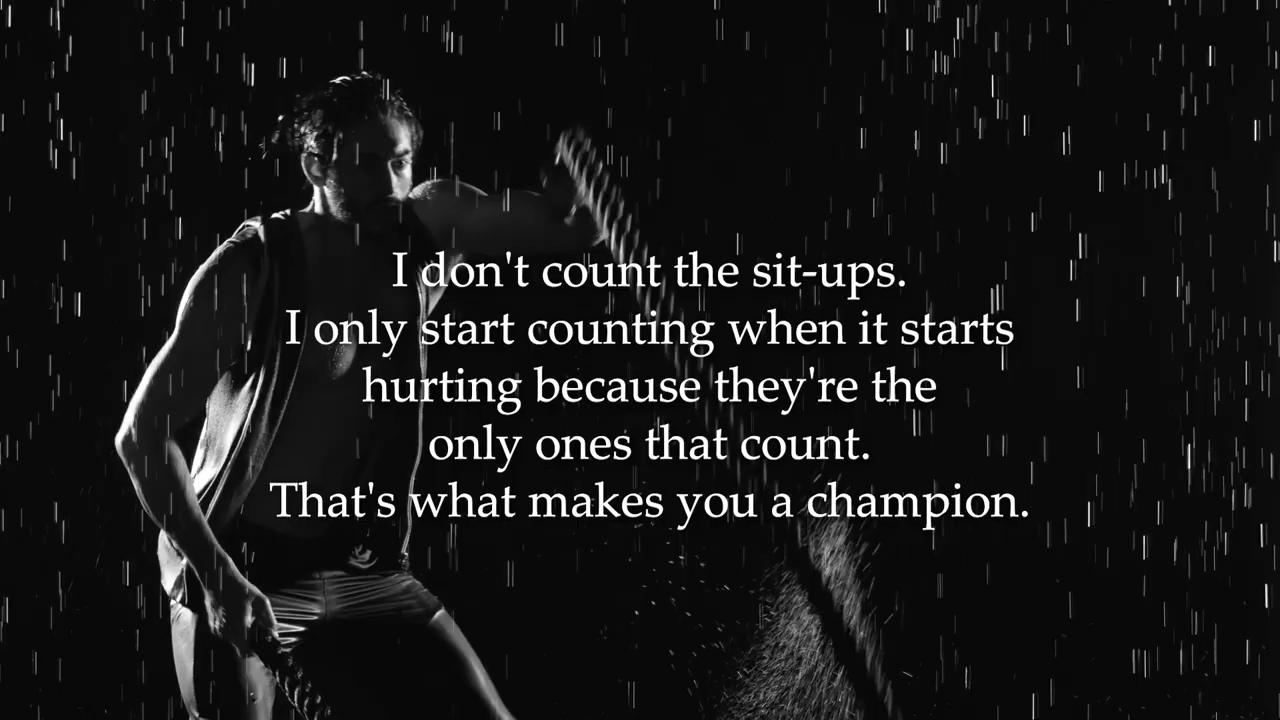 I don't count the sit-ups.
I only start counting when it starts
hurting because they're the
only ones that count.
That's what makes you a champion.